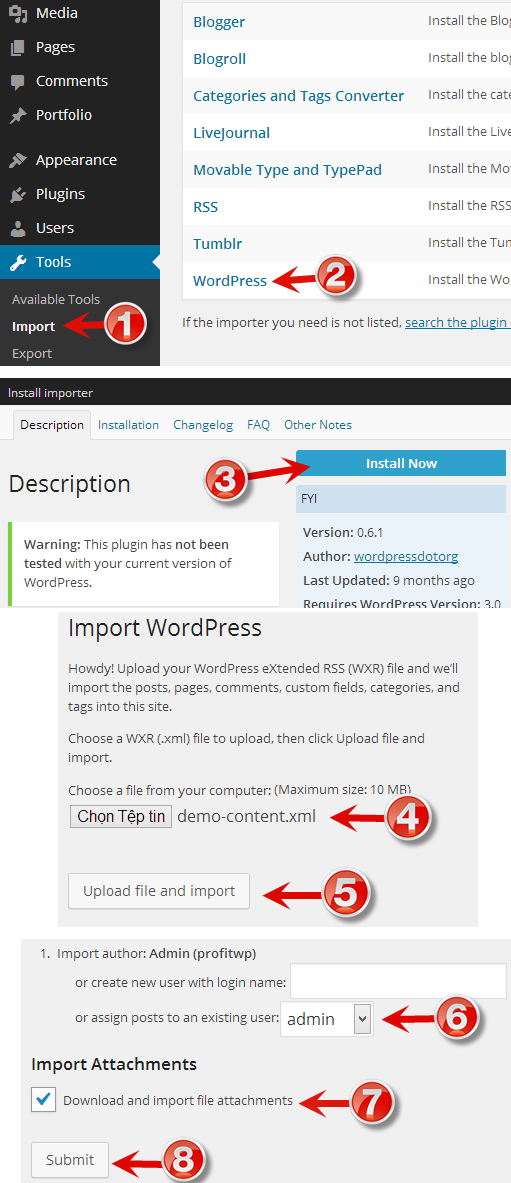 Media
Pages
Comments
Portfolio
Appearance
Plugins
Users
Tools
Available Tools
Import
1
Export
Blogger Install the Blog
Blogroll Install the blog
Categories and Tags Converter Install the cate
LiveJournal Install the Live
Movable Type and TypePad Install the Mov
RSS Install the RSS
Tumblr Install the Tum
WordPress 2 Install the Wo
If the importer you need is not listed, search the plugin
Install importer
Description Installation Changelog FAQ Other Notes
3 Install Now
Description
FYI
Warning: This plugin has not been
tested with your current version of
WordPress.
Version: 0.6.1
Author: wordpressdotorg
Last Updated: 9 months ago
Requires WordPress Version: 3.0
Import WordPress
Howdy! Upload your WordPress eXtended RSS (WXR) file and we'll
import the posts, pages, comments, custom fields, categories, and
tags into this site.
Choose a WXR (.xml) file to upload, then click Upload file and
import.
Choose a file from your computer: (Maximum size: 10 MB)
Chọn Tệp tin demo-content.xml 4
Upload file and import 5
1. Import author: Admin (profitwp)
or create new user with login name:
or assign posts to an existing user: admin 6
Import Attachments
Download and import file attachments 7
Submit 8